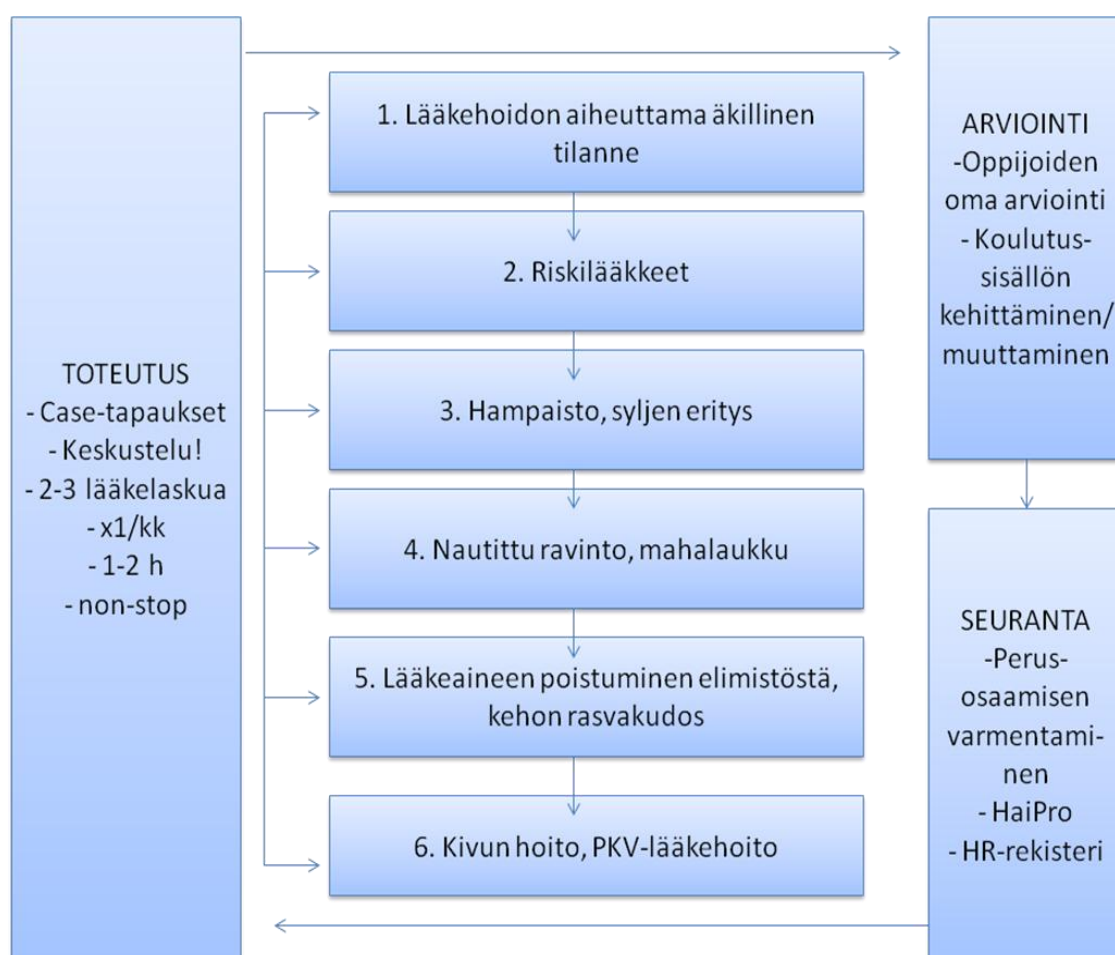 TOTEUTUS
- Case-tapaukset
- Keskustelu!
- 2-3 lääkelaskua
- x1/kk
- 1-2 h
- non-stop
1. Lääkehoidon aiheuttama äkillinen
tilanne
2. Riskilääkkeet
3. Hampaisto, syljen eritys
4. Nautittu ravinto, mahalaukku
5. Lääkeaineen poistuminen elimistöstä,
kehon rasvakudos
6. Kivun hoito, PKV-lääkehoito
ARVIOINTI
-Oppijoiden
oma arviointi
- Koulutus-
sisällön
kehittäminen/
muuttaminen
SEURANTA
-Perus-
osaamisen
varmentami-
nen
- HaiPro
- HR-rekisteri